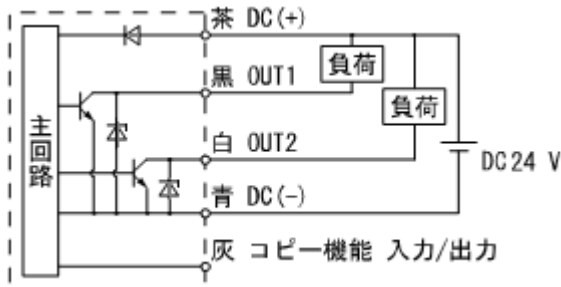 茶 DC(+)
負荷
黒 OUT1
負荷
主回路
白 OUT2
DC24 V
青 DC(-)
灰 コピー機能 入力/出力